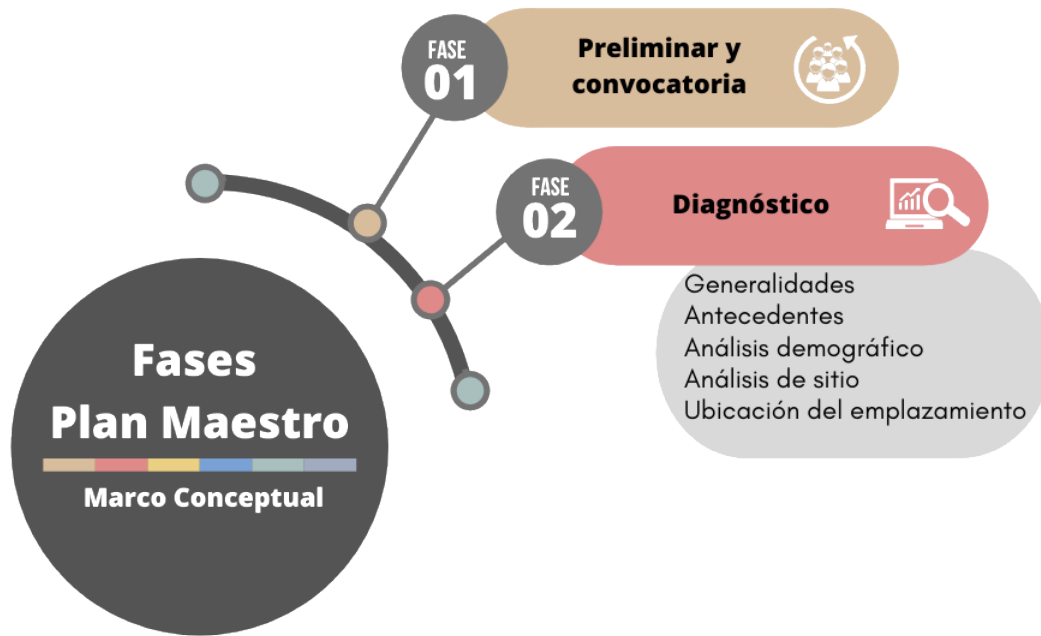 FASE
01
Preliminar y
convocatoria
FASE
02
Diagnóstico
Generalidades
Antecedentes
Análisis demográfico
Análisis de sitio
Ubicación del emplazamiento
Fases
Plan Maestro
Marco Conceptual